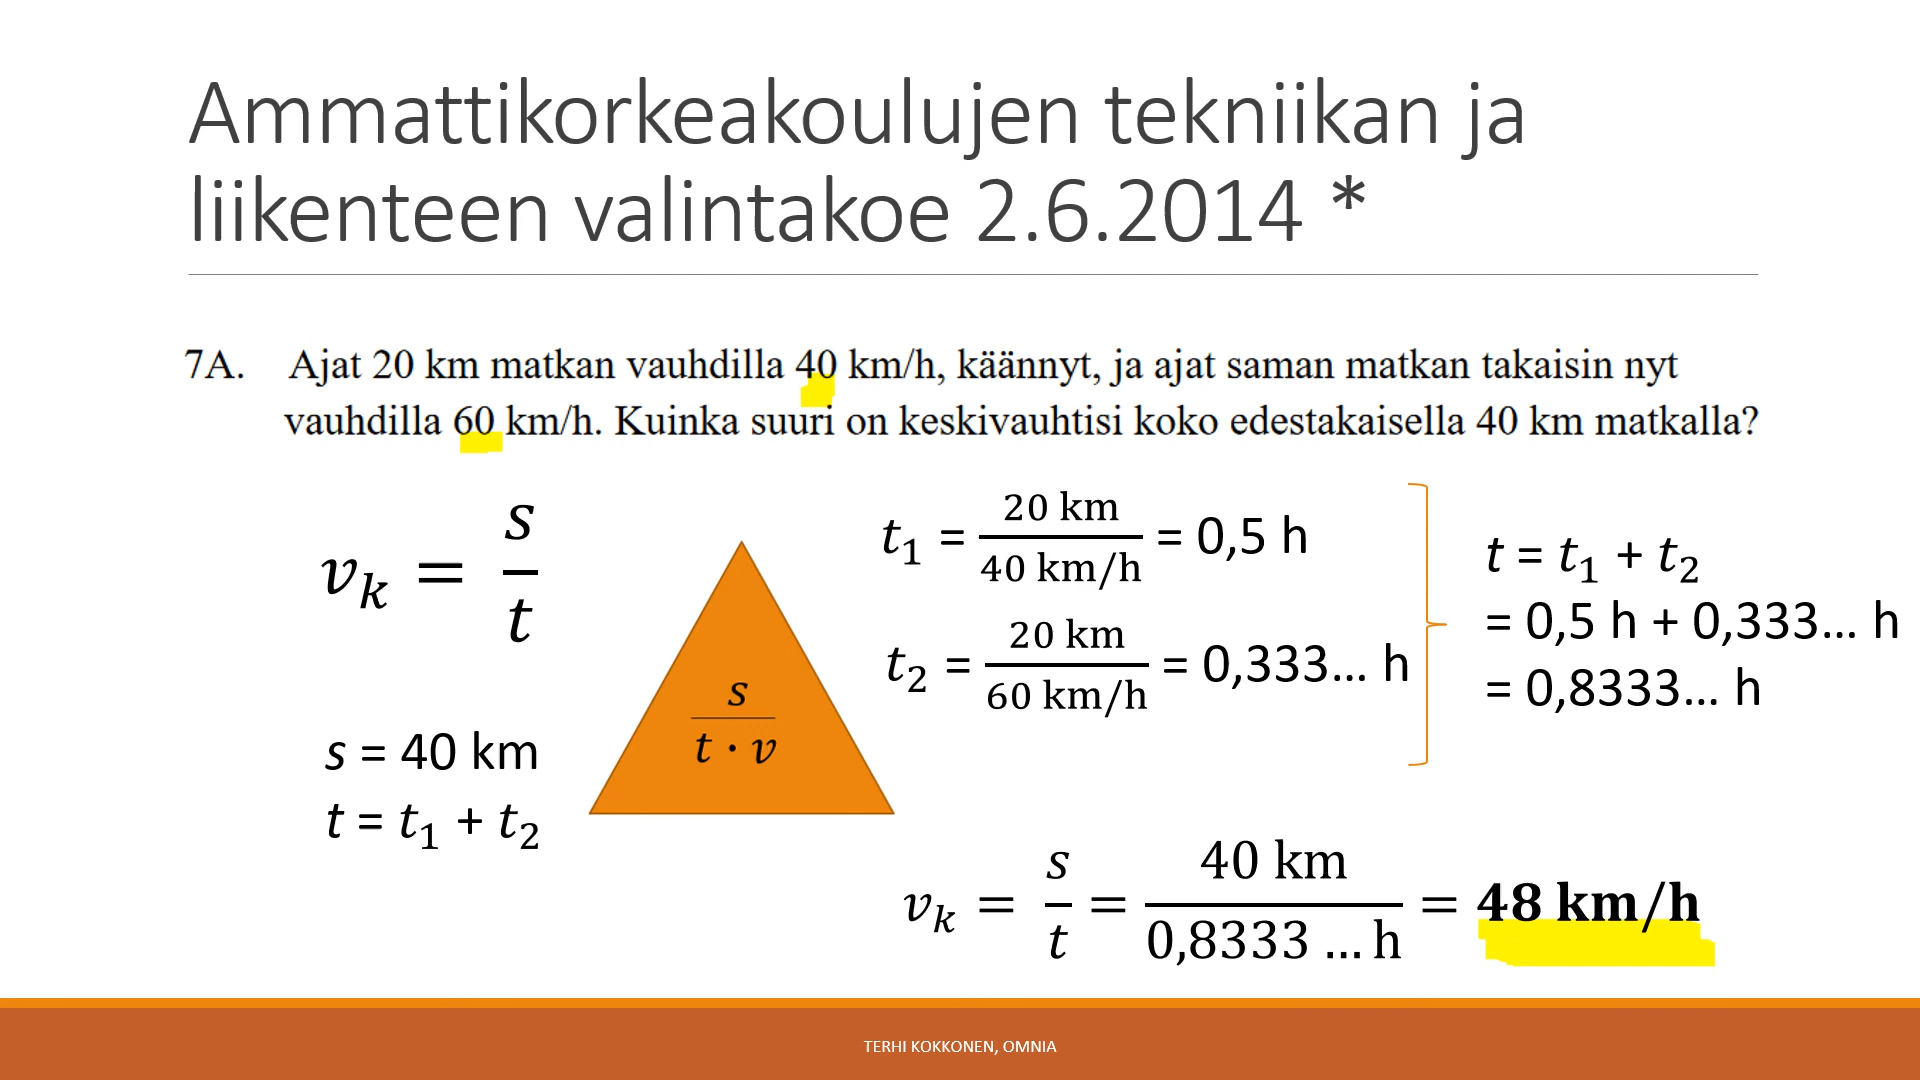 Ammattikorkeakoulujen tekniikan ja
liikenteen valintakoe 2.6.2014 *
7A. Ajat 20 km matkan vauhdilla 40 km/h, käännyt, ja ajat saman matkan takaisin nyt
vauhdilla 60 km/h. Kuinka suuri on keskivauhtisi koko edestakaisella 40 km matkalla?
v_k = s/t
s = 40 km
t = t₁ + t₂
s
t · v
t₁ = 20 km / 40 km/h = 0,5 h
t₂ = 20 km / 60 km/h = 0,333… h
t = t₁ + t₂
= 0,5 h + 0,333… h
= 0,8333… h
v_k = s/t = 40 km / 0,8333 … h = 48 km/h
TERHI KOKKONEN, OMNIA